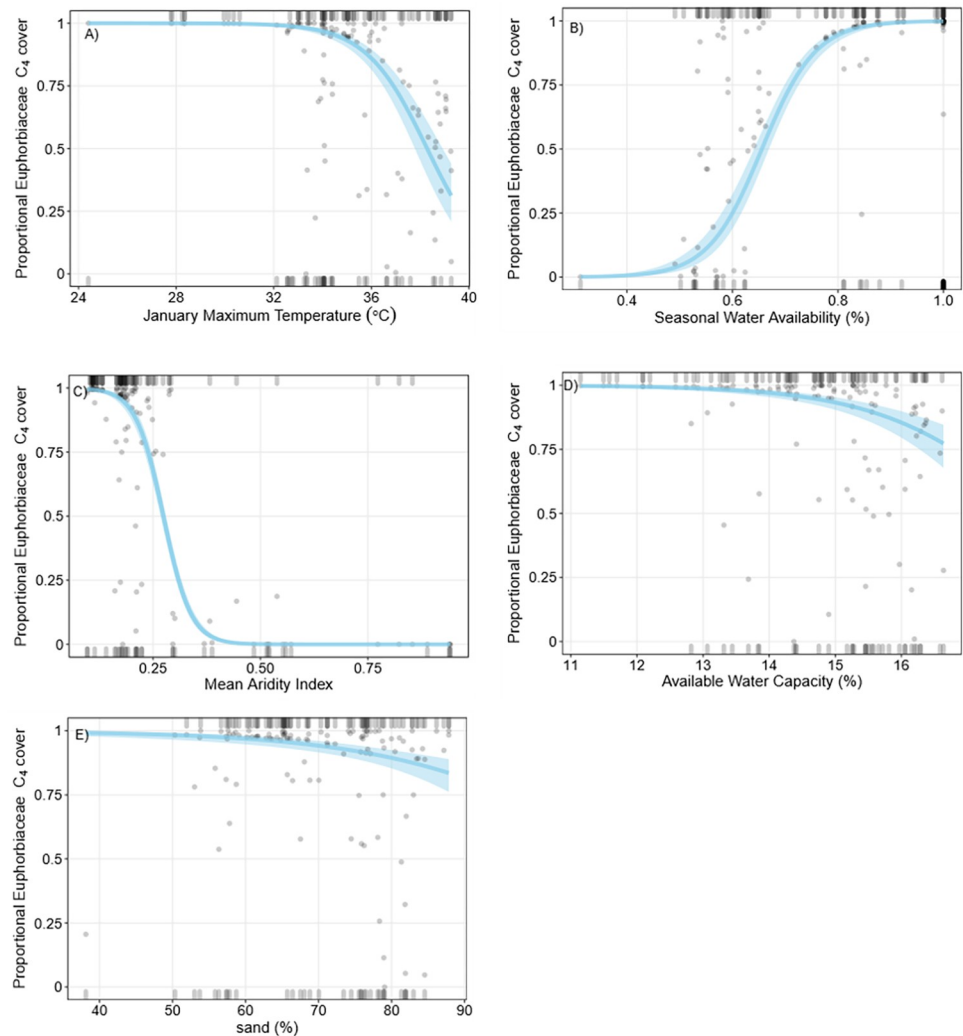 Proportional Euphorbiaceae C₄ cover
1
0.75
0.5
0.25
0
A)
24 28 32 36 40
January Maximum Temperature (°C)
Proportional Euphorbiaceae C₄ cover
1
0.75
0.5
0.25
0
B)
0.4 0.6 0.8 1.0
Seasonal Water Availability (%)
Proportional Euphorbiaceae C₄ cover
1
0.75
0.5
0.25
0
C)
0.25 0.50 0.75
Mean Aridity Index
Proportional Euphorbiaceae C₄ cover
1
0.75
0.5
0.25
0
D)
11 12 13 14 15 16
Available Water Capacity (%)
Proportional Euphorbiaceae C₄ cover
1
0.75
0.5
0.25
0
E)
40 50 60 70 80 90
sand (%)